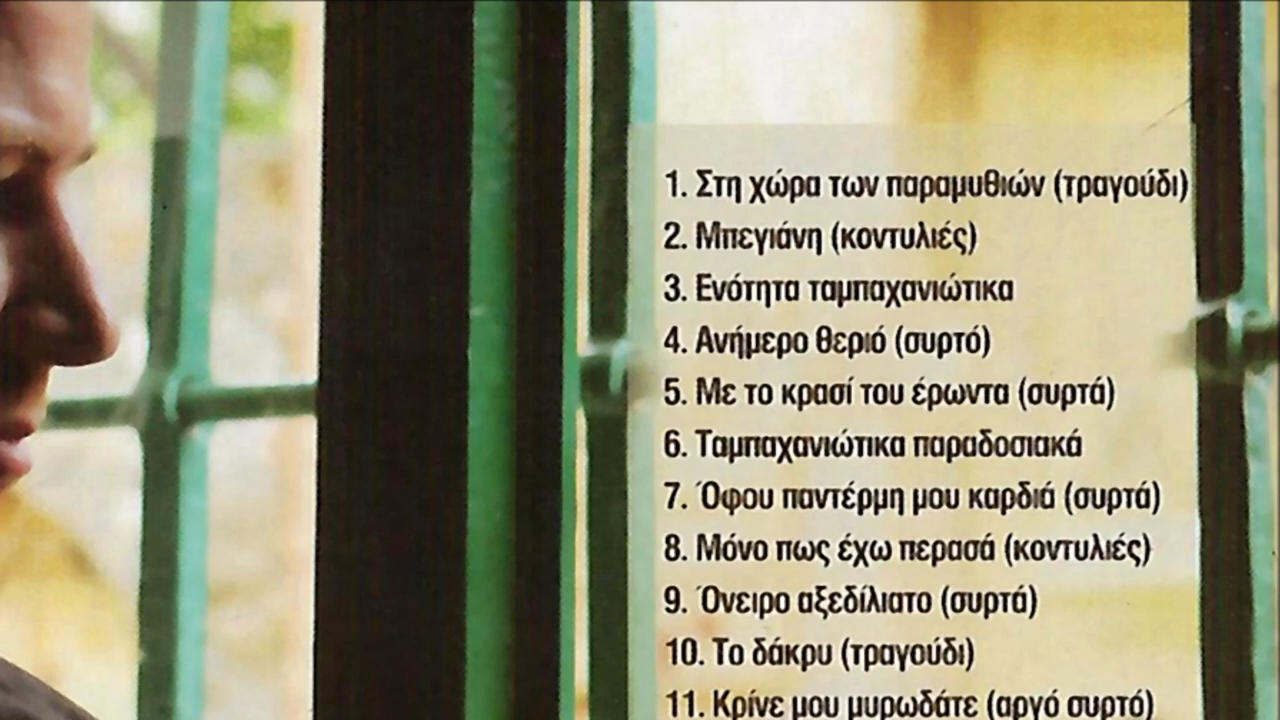 1. Στη χώρα των παραμυθιών (τραγούδι)
2. Μπεγιάνη (κοντυλιές)
3. Ενότητα ταμπαχανιώτικα
4. Ανήμερο θεριό (συρτό)
5. Με το κρασί του έρωντα (συρτά)
6. Ταμπαχανιώτικα παραδοσιακά
7. Όφου παντέρμη μου καρδιά (συρτά)
8. Μόνο πως έχω περασά (κοντυλιές)
9. Όνειρο αξεδίλιατο (συρτά)
10. Το δάκρυ (τραγούδι)
11. Κρίνε μου μυρωδάτε (αργό συρτό)